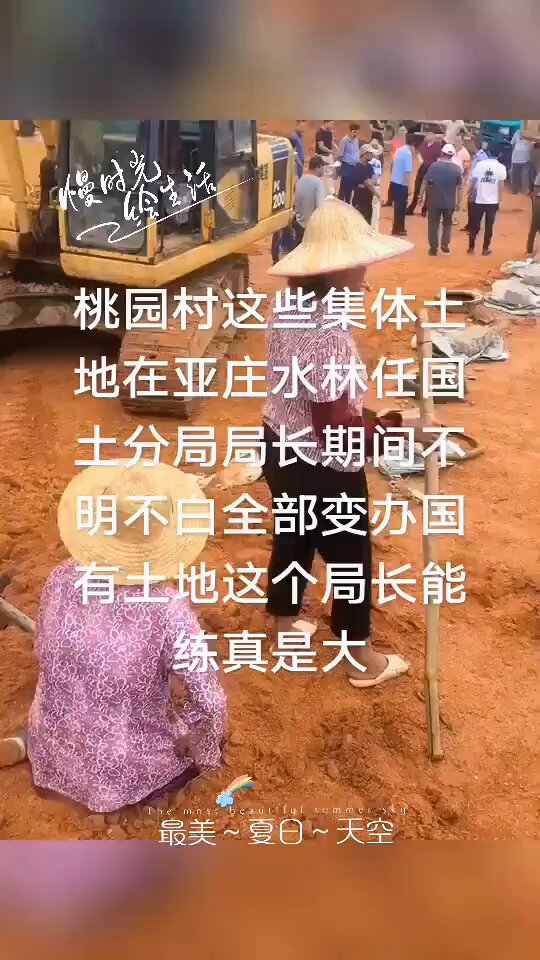 慢时光
绘生活
PC
200
桃园村这些集体土
地在亚庄水林任国
土分局局长期间不
明不白全部变办国
有土地这个局长能
练真是大
The most beautiful summer sky
最美~夏日~天空